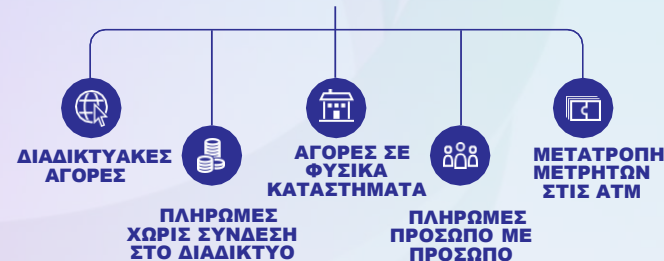 ΔΙΑΔΙΚΤΥΑΚΕΣ
ΑΓΟΡΕΣ
ΠΛΗΡΩΜΕΣ
ΧΩΡΙΣ ΣΥΝΔΕΣΗ
ΣΤΟ ΔΙΑΔΙΚΤΥΟ
ΑΓΟΡΕΣ ΣΕ
ΦΥΣΙΚΑ
ΚΑΤΑΣΤΗΜΑΤΑ
ΠΛΗΡΩΜΕΣ
ΠΡΟΣΩΠΟ ΜΕ
ΠΡΟΣΩΠΟ
ΜΕΤΑΤΡΟΠΗ
ΜΕΤΡΗΤΩΝ
ΣΤΙΣ ΑΤΜ